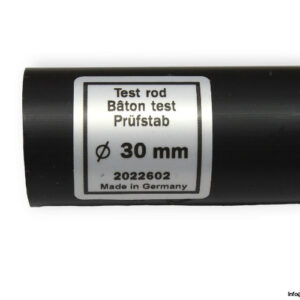 Test rod
Bâton test
Prüfstab
Ø 30 mm
2022602
Made in Germany